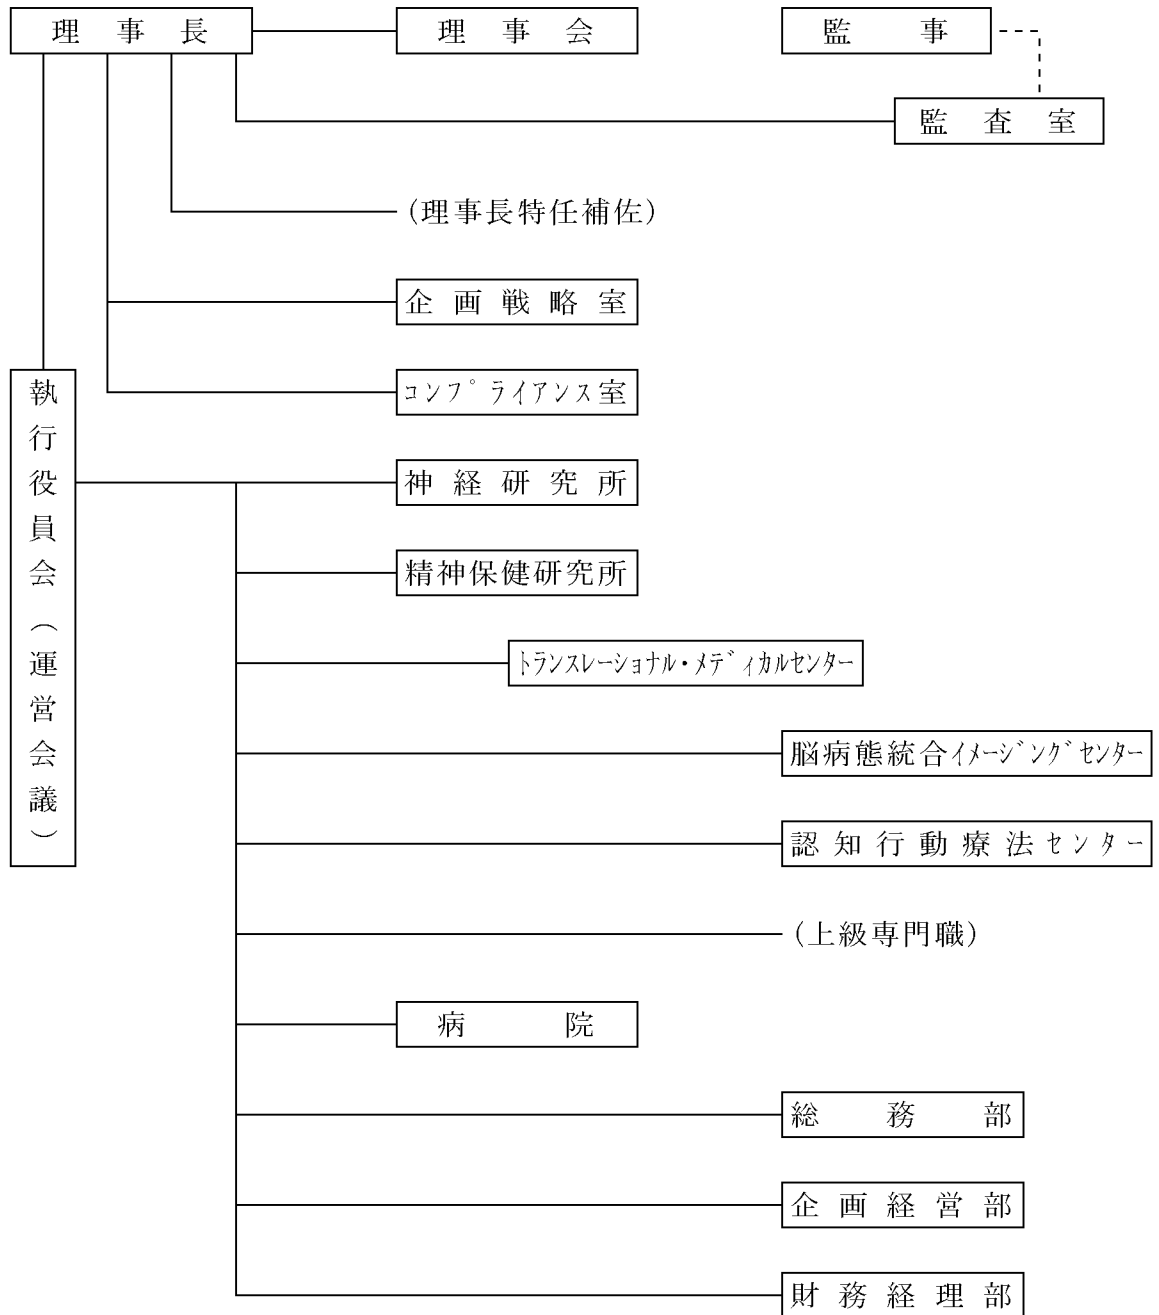 理事長
理事会
監事
監査室
(理事長特任補佐)
企画戦略室
コンプライアンス室
執行役員会(運営会議)
神経研究所
精神保健研究所
トランスレーショナル・メディカルセンター
脳病態統合イメージングセンター
認知行動療法センター
(上級専門職)
病院
総務部
企画経営部
財務経理部